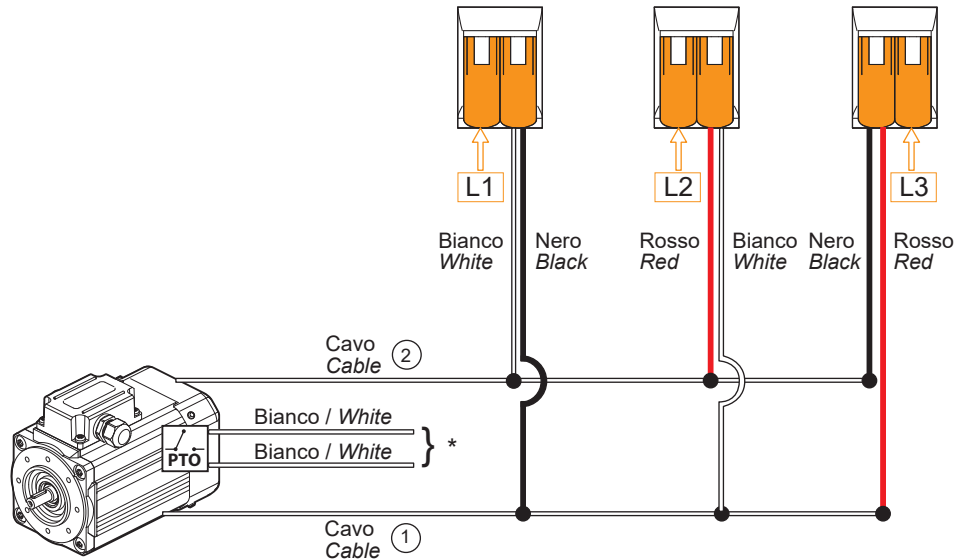 L1
L2
L3
Bianco
White
Nero
Black
Rosso
Red
Bianco
White
Nero
Black
Rosso
Red
Cavo
Cable 2
Bianco / White
Bianco / White
} *
PTO
Cavo
Cable 1